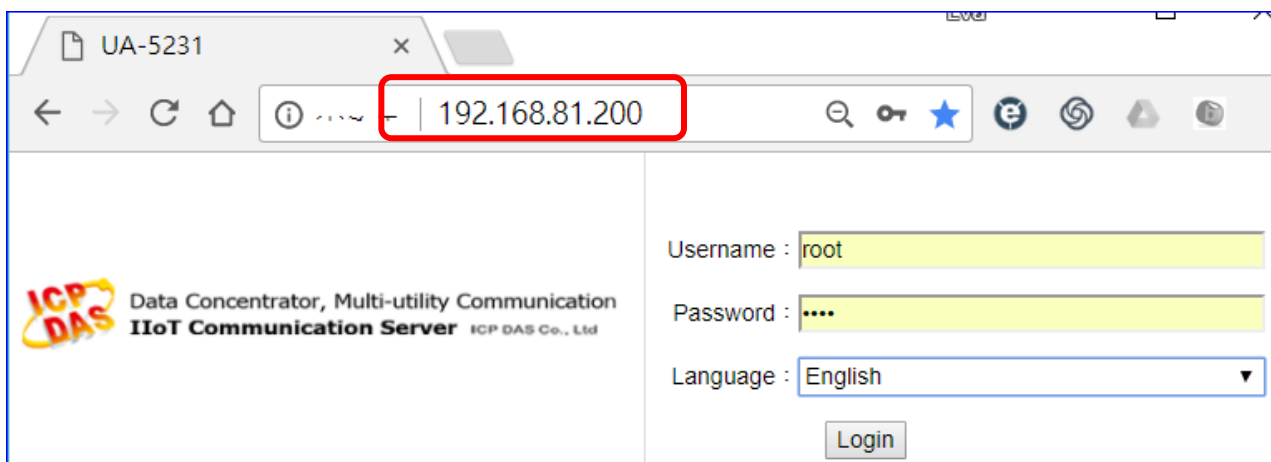 UA-5231
192.168.81.200
Username : root
ICP DAS
Data Concentrator, Multi-utility Communication
IIoT Communication Server ICP DAS Co., Ltd
Password : ••••
Language : English
Login